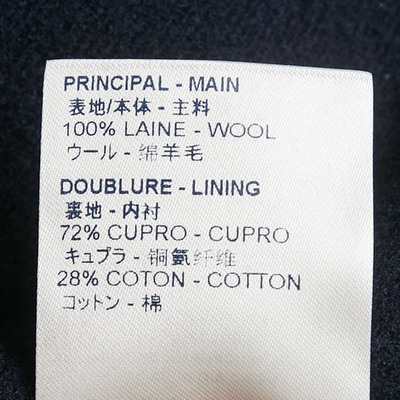 PRINCIPAL - MAIN
表地/本体 - 主料
100% LAINE - WOOL
ウール - 绵羊毛
DOUBLURE - LINING
裏地 - 内衬
72% CUPRO - CUPRO
キュプラ - 铜氨纤维
28% COTON - COTTON
コットン - 棉